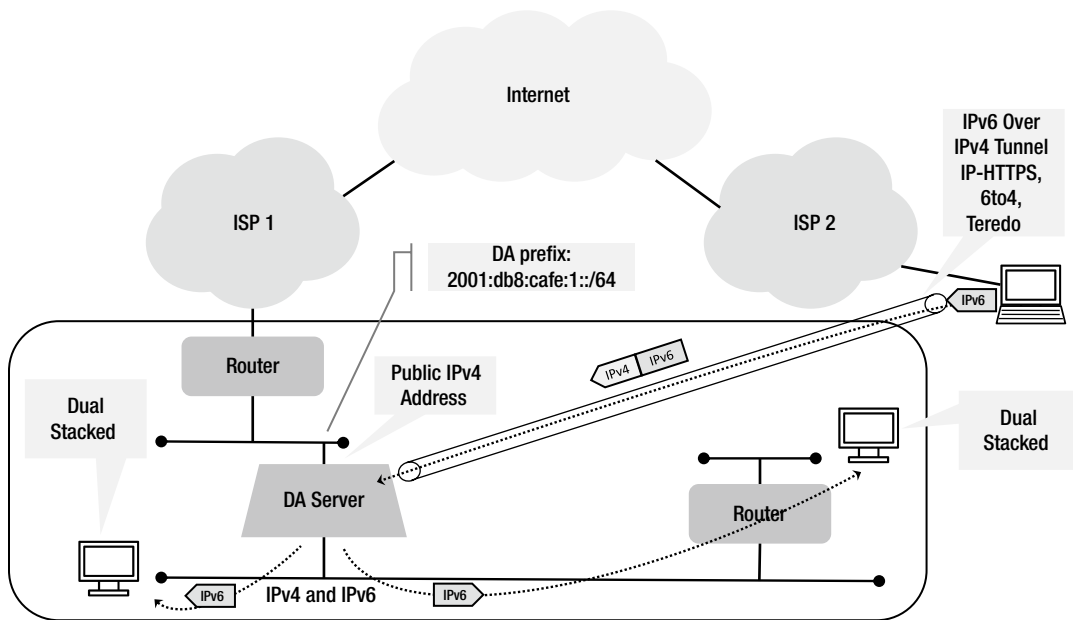 Internet
IPv6 Over
IPv4 Tunnel
IP-HTTPS,
6to4,
Teredo
ISP 1
ISP 2
DA prefix:
2001:db8:cafe:1::/64
IPv6
Router
Public IPv4
Address
IPv4
IPv6
Dual
Stacked
Dual
Stacked
DA Server
Router
IPv6
IPv4 and IPv6
IPv6